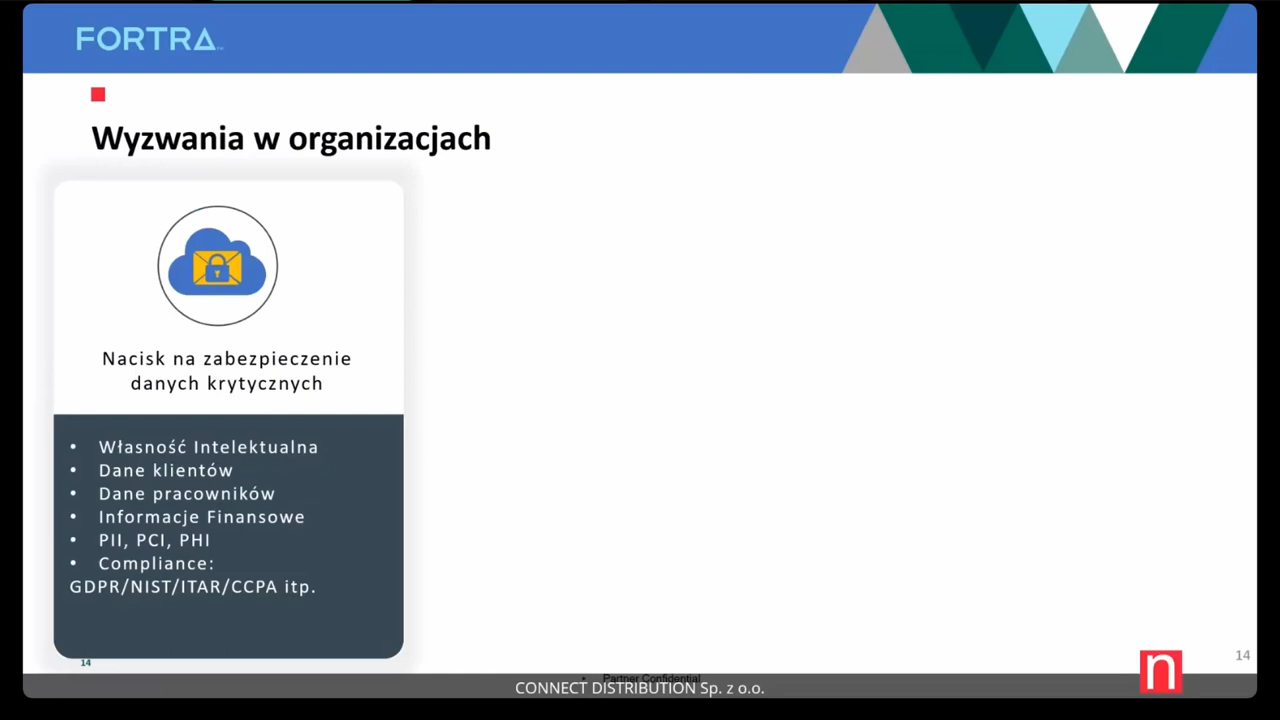 FORTRA
Wyzwania w organizacjach
Nacisk na zabezpieczenie
danych krytycznych
• Własność Intelektualna
• Dane klientów
• Dane pracowników
• Informacje Finansowe
• PII, PCI, PHI
• Compliance:
GDPR/NIST/ITAR/CCPA itp.
14
14
n
• Partner Confidential
CONNECT DISTRIBUTION Sp. z o.o.